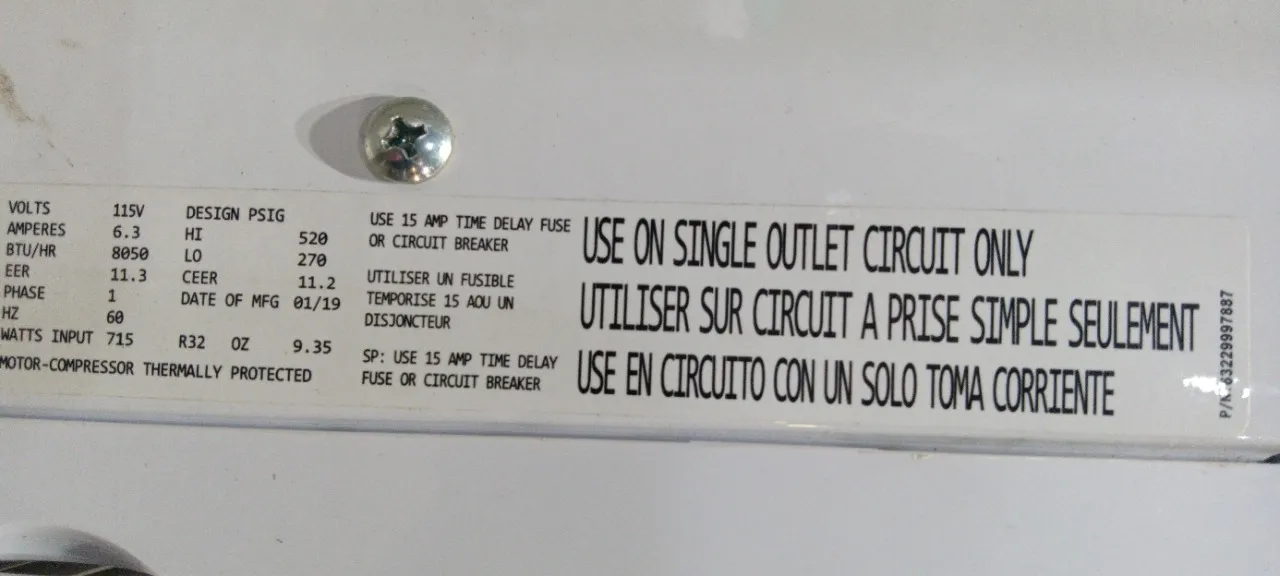 VOLTS 115V
AMPERES 6.3
BTU/HR 8050
EER 11.3
PHASE 1
HZ 60
WATTS INPUT 715
DESIGN PSIG
HI 520
LO 270
CEER 11.2
DATE OF MFG 01/19
R32 OZ 9.35
MOTOR-COMPRESSOR THERMALLY PROTECTED
USE 15 AMP TIME DELAY FUSE
OR CIRCUIT BREAKER
UTILISER UN FUSIBLE
TEMPORISE 15 AOU UN
DISJONCTEUR
SP: USE 15 AMP TIME DELAY
FUSE OR CIRCUIT BREAKER
USE ON SINGLE OUTLET CIRCUIT ONLY
UTILISER SUR CIRCUIT A PRISE SIMPLE SEULEMENT
USE EN CIRCUITO CON UN SOLO TOMA CORRIENTE
P/N:63229997887